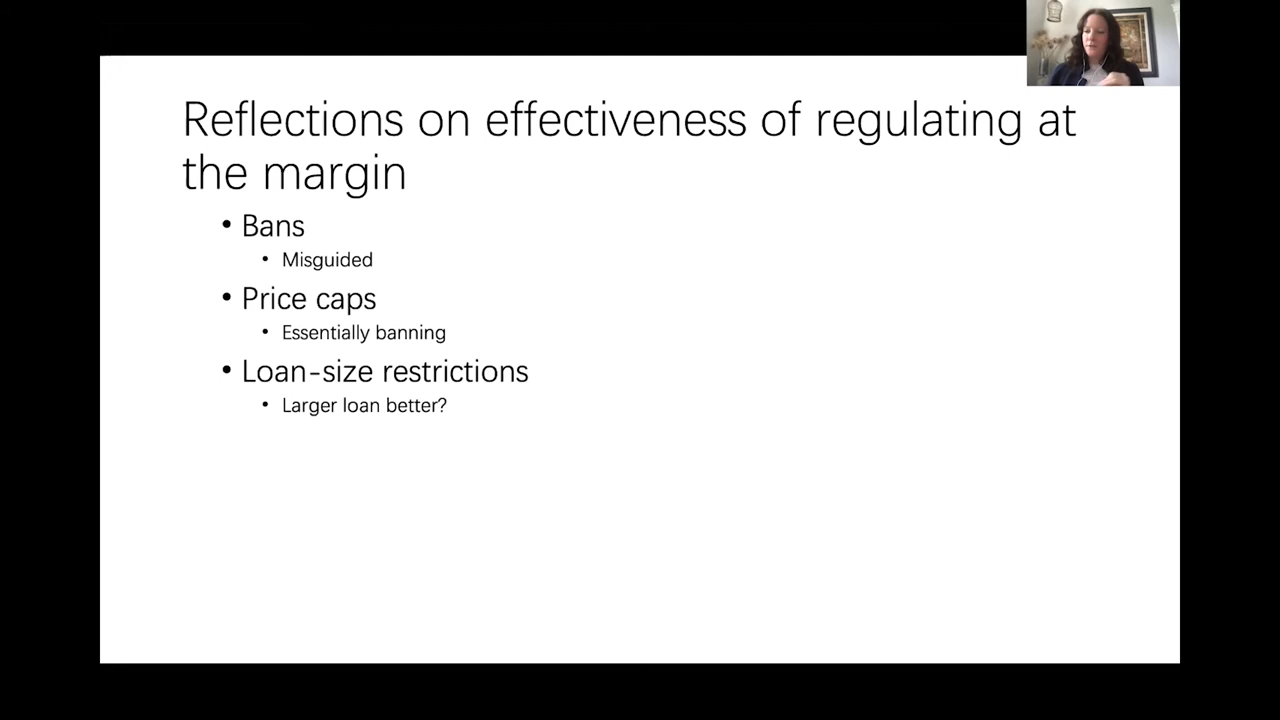 Reflections on effectiveness of regulating at
the margin
• Bans
• Misguided
• Price caps
• Essentially banning
• Loan-size restrictions
• Larger loan better?